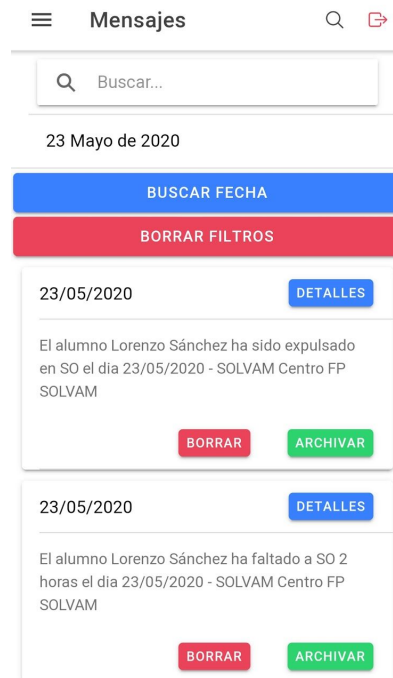 Mensajes
Buscar...
23 Mayo de 2020
BUSCAR FECHA
BORRAR FILTROS
23/05/2020 DETALLES
El alumno Lorenzo Sánchez ha sido expulsado
en SO el dia 23/05/2020 - SOLVAM Centro FP
SOLVAM
BORRAR ARCHIVAR
23/05/2020 DETALLES
El alumno Lorenzo Sánchez ha faltado a SO 2
horas el dia 23/05/2020 - SOLVAM Centro FP
SOLVAM
BORRAR ARCHIVAR